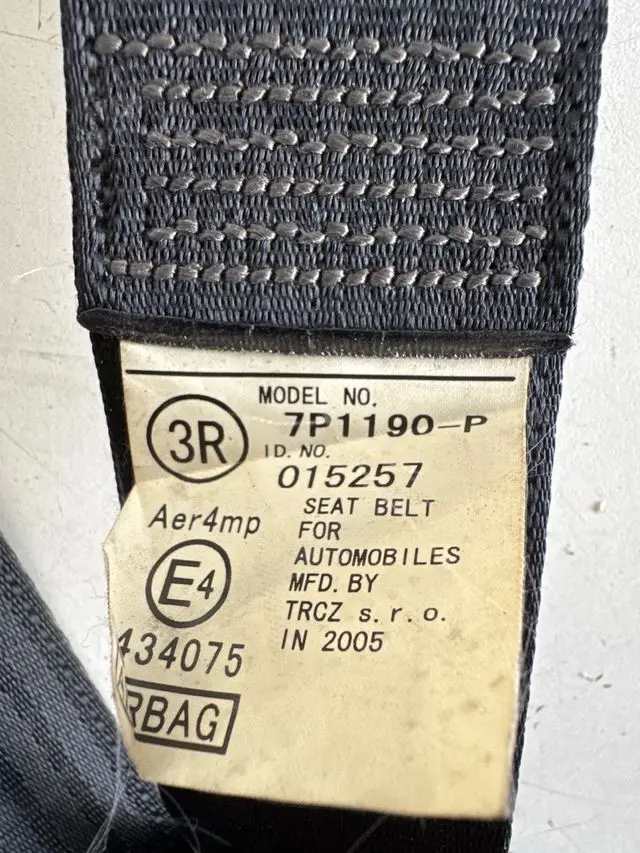 MODEL NO.
3R
7P1190-P
ID. NO.
015257
Aer4mp
SEAT BELT
FOR
AUTOMOBILES
E4
MFD. BY
TRCZ s.r.o.
434075
IN 2005
RBAG